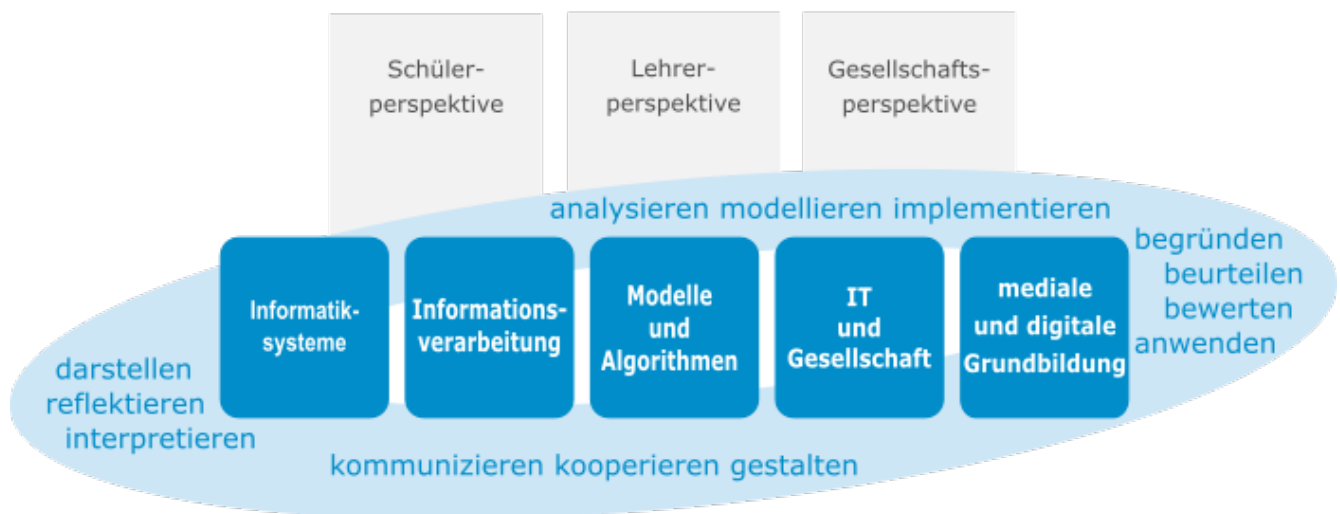 Schüler-
perspektive
Lehrer-
perspektive
Gesellschafts-
perspektive
analysieren modellieren implementieren
begründen
beurteilen
bewerten
anwenden
Informatik-
systeme
Informations-
verarbeitung
Modelle
und
Algorithmen
IT
und
Gesellschaft
mediale
und digitale
Grundbildung
darstellen
reflektieren
interpretieren
kommunizieren kooperieren gestalten